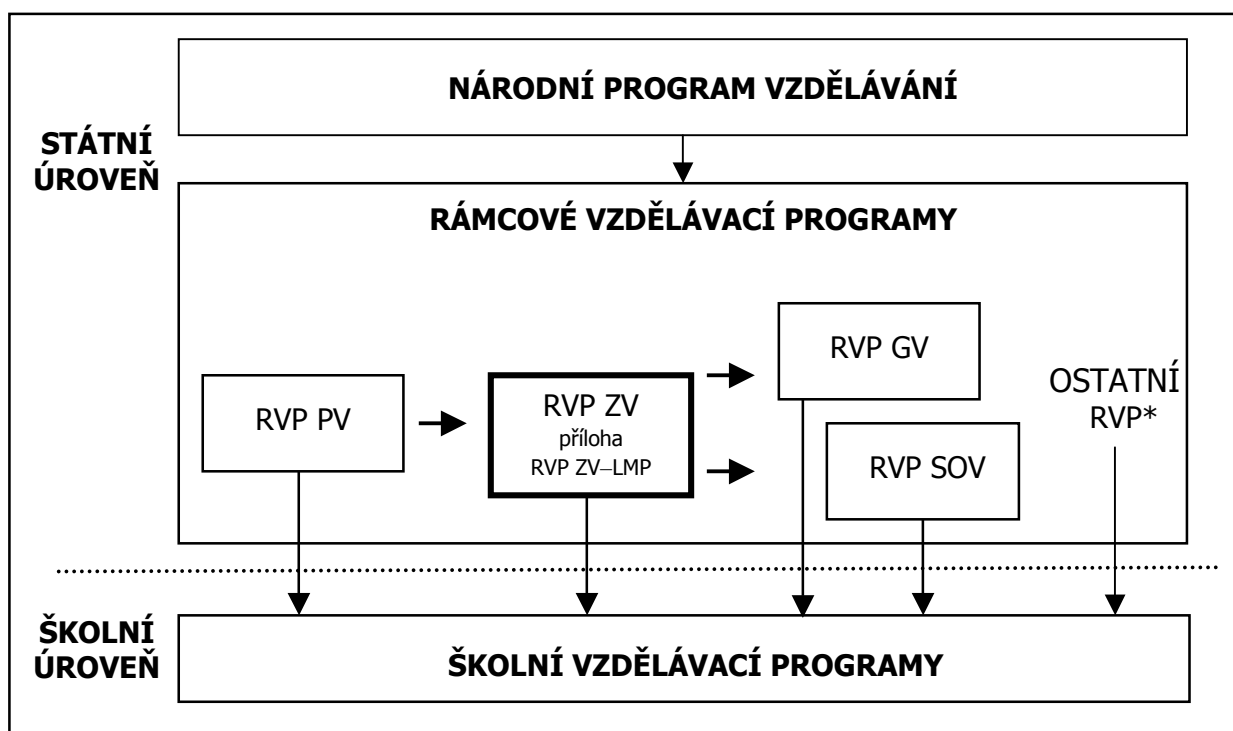 NÁRODNÍ PROGRAM VZDĚLÁVÁNÍ
STÁTNÍ
ÚROVEŇ
RÁMCOVÉ VZDĚLÁVACÍ PROGRAMY
RVP PV
RVP ZV
příloha
RVP ZV–LMP
RVP GV
RVP SOV
OSTATNÍ
RVP*
ŠKOLNÍ
ÚROVEŇ
ŠKOLNÍ VZDĚLÁVACÍ PROGRAMY